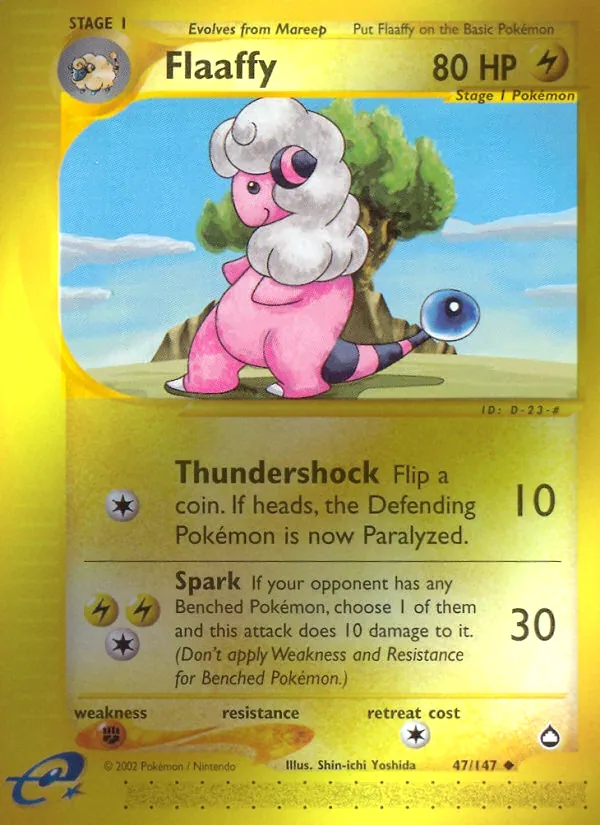 STAGE 1
Evolves from Mareep Put Flaaffy on the Basic Pokémon
Flaaffy 80 HP
Stage 1 Pokémon
ID: D-23-#
Thundershock Flip a
coin. If heads, the Defending
Pokémon is now Paralyzed.
10
Spark If your opponent has any
Benched Pokémon, choose 1 of them
and this attack does 10 damage to it.
(Don't apply Weakness and Resistance
for Benched Pokémon.)
30
weakness resistance retreat cost
© 2002 Pokémon / Nintendo Illus. Shin-ichi Yoshida 47/147
e